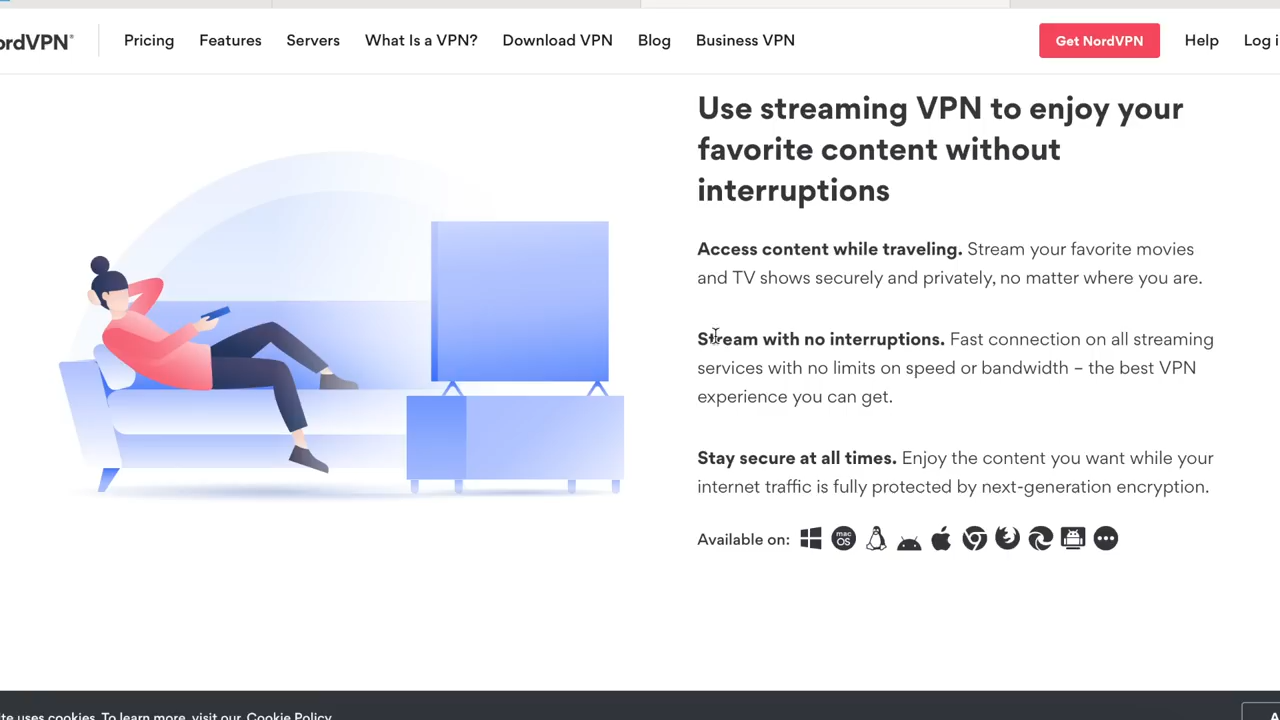 ordVPN®
Pricing Features Servers What Is a VPN? Download VPN Blog Business VPN Get NordVPN Help Log i
Use streaming VPN to enjoy your
favorite content without
interruptions
Access content while traveling. Stream your favorite movies
and TV shows securely and privately, no matter where you are.
Stream with no interruptions. Fast connection on all streaming
services with no limits on speed or bandwidth – the best VPN
experience you can get.
Stay secure at all times. Enjoy the content you want while your
internet traffic is fully protected by next-generation encryption.
Available on:
mac
OS
te uses cookies. To learn more, visit our Cookie Policy